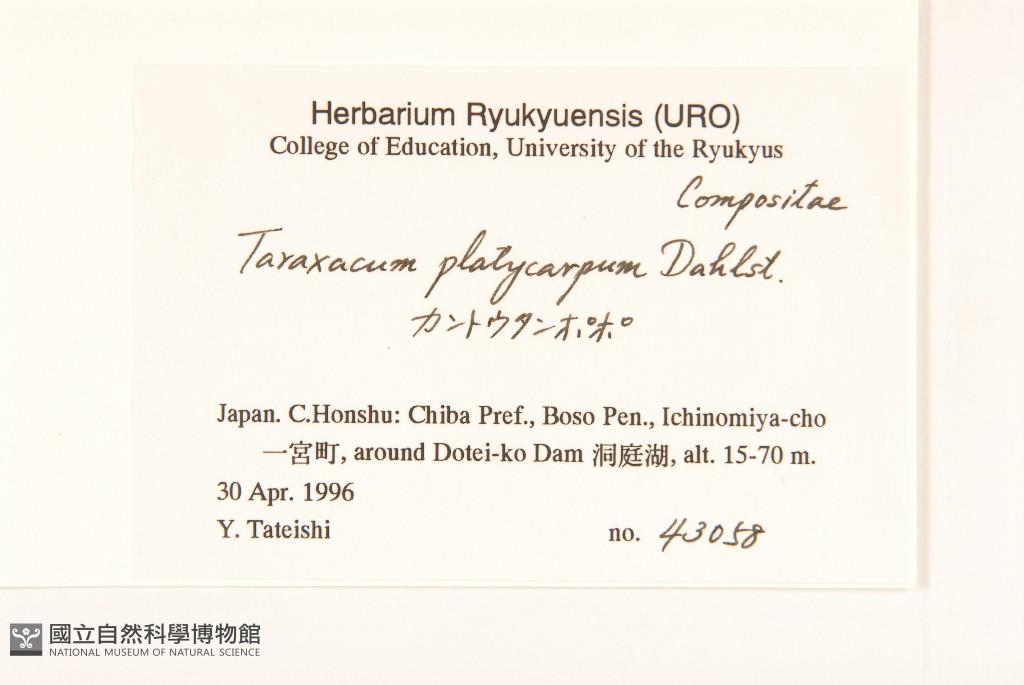 Herbarium Ryukyuensis (URO)
College of Education, University of the Ryukyus
Compositae
Taraxacum platycarpum Dahlst.
カントウタンポポ
Japan. C.Honshu: Chiba Pref., Boso Pen., Ichinomiya-cho
一宮町, around Dotei-ko Dam 洞庭湖, alt. 15-70 m.
30 Apr. 1996
Y. Tateishi no. 43058
國立自然科學博物館
NATIONAL MUSEUM OF NATURAL SCIENCE